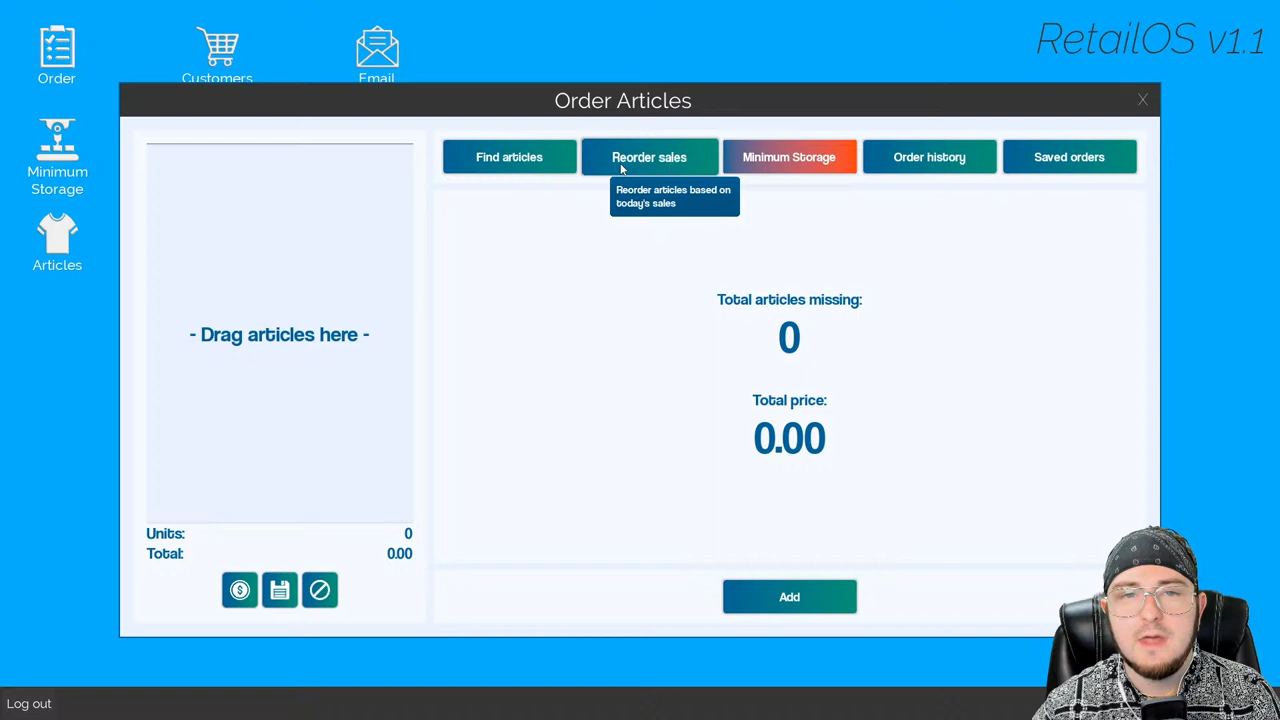 RetailOS v1.1
Order
Customers
Email
Minimum
Storage
Articles
Order Articles
X
Find articles
Reorder sales
Minimum Storage
Order history
Saved orders
Reorder articles based on
today's sales
- Drag articles here -
Total articles missing:
0
Total price:
0.00
Units: 0
Total: 0.00
Add
Log out